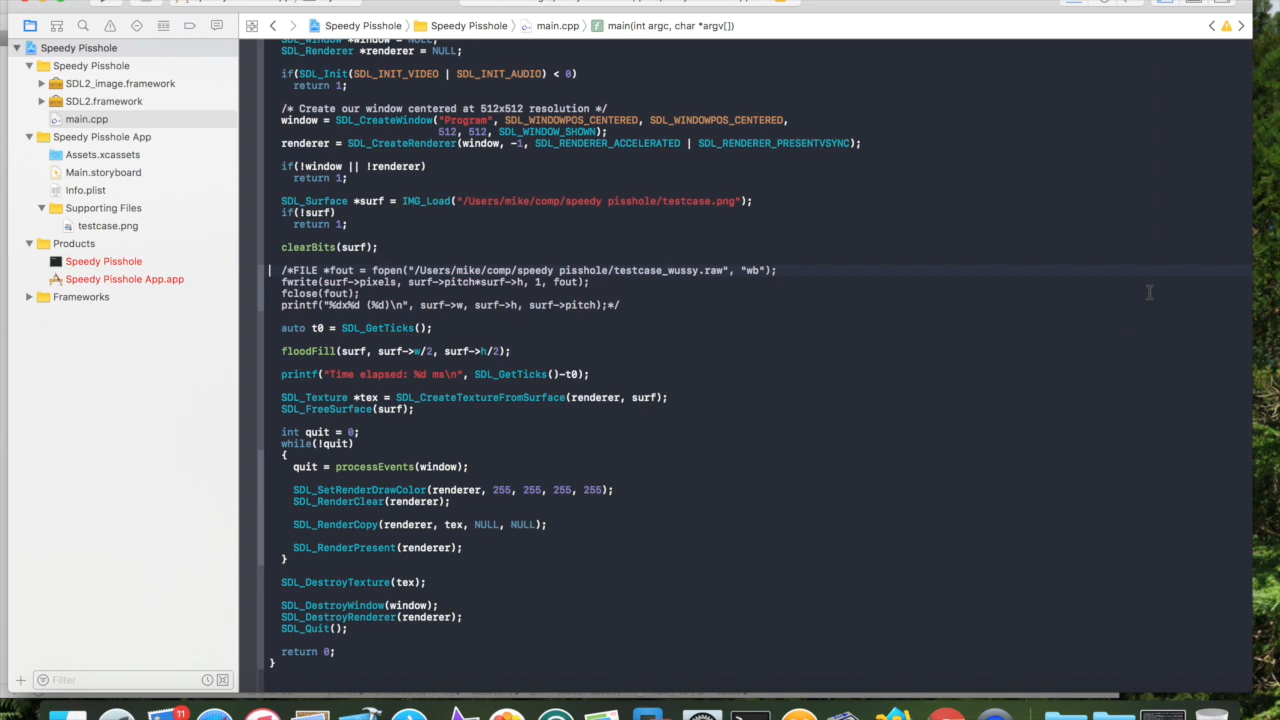 Speedy Pisshole
Speedy Pisshole
main.cpp
main(int argc, char *argv[])
Speedy Pisshole
Speedy Pisshole
SDL2_image.framework
SDL2.framework
main.cpp
Speedy Pisshole App
Assets.xcassets
Main.storyboard
Info.plist
Supporting Files
testcase.png
Products
Speedy Pisshole
Speedy Pisshole App.app
Frameworks
Filter
SDL_Window *window = NULL;
SDL_Renderer *renderer = NULL;
if(SDL_Init(SDL_INIT_VIDEO | SDL_INIT_AUDIO) < 0)
return 1;
/* Create our window centered at 512x512 resolution */
window = SDL_CreateWindow("Program", SDL_WINDOWPOS_CENTERED, SDL_WINDOWPOS_CENTERED,
512, 512, SDL_WINDOW_SHOWN);
renderer = SDL_CreateRenderer(window, -1, SDL_RENDERER_ACCELERATED | SDL_RENDERER_PRESENTVSYNC);
if(!window || !renderer)
return 1;
SDL_Surface *surf = IMG_Load("/Users/mike/comp/speedy pisshole/testcase.png");
if(!surf)
return 1;
clearBits(surf);
/*FILE *fout = fopen("/Users/mike/comp/speedy pisshole/testcase_wussy.raw", "wb");
fwrite(surf->pixels, surf->pitch*surf->h, 1, fout);
fclose(fout);
printf("%dx%d (%d)\n", surf->w, surf->h, surf->pitch);*/
auto t0 = SDL_GetTicks();
floodFill(surf, surf->w/2, surf->h/2);
printf("Time elapsed: %d ms\n", SDL_GetTicks()-t0);
SDL_Texture *tex = SDL_CreateTextureFromSurface(renderer, surf);
SDL_FreeSurface(surf);
int quit = 0;
while(!quit)
{
quit = processEvents(window);
SDL_SetRenderDrawColor(renderer, 255, 255, 255, 255);
SDL_RenderClear(renderer);
SDL_RenderCopy(renderer, tex, NULL, NULL);
SDL_RenderPresent(renderer);
}
SDL_DestroyTexture(tex);
SDL_DestroyWindow(window);
SDL_DestroyRenderer(renderer);
SDL_Quit();
return 0;
}
11